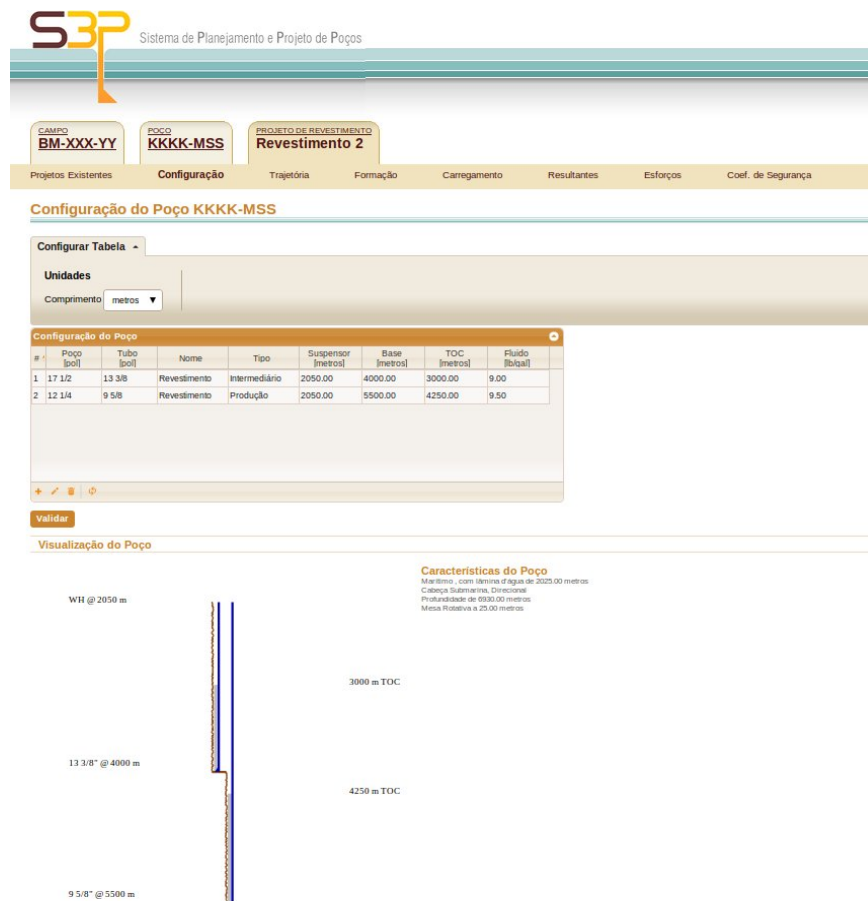 S3P Sistema de Planejamento e Projeto de Poços
CAMPO
BM-XXX-YY
POÇO
KKKK-MSS
PROJETO DE REVESTIMENTO
Revestimento 2
Projetos Existentes Configuração Trajetória Formação Carregamento Resultantes Esforços Coef. de Segurança
Configuração do Poço KKKK-MSS
Configurar Tabela
Unidades
Comprimento metros
Configuração do Poço
# Poço [pol] Tubo [pol] Nome Tipo Suspensor [metros] Base [metros] TOC [metros] Fluido [lb/gal]
1 17 1/2 13 3/8 Revestimento Intermediário 2050.00 4000.00 3000.00 9.00
2 12 1/4 9 5/8 Revestimento Produção 2050.00 5500.00 4250.00 9.50
Validar
Visualização do Poço
Características do Poço
Marítimo , com lâmina d'água de 2025.00 metros
Cabeça Submarina, Direcional
Profundidade de 6930.00 metros
Mesa Rotativa a 25.00 metros
WH @ 2050 m
3000 m TOC
13 3/8" @ 4000 m
4250 m TOC
9 5/8" @ 5500 m